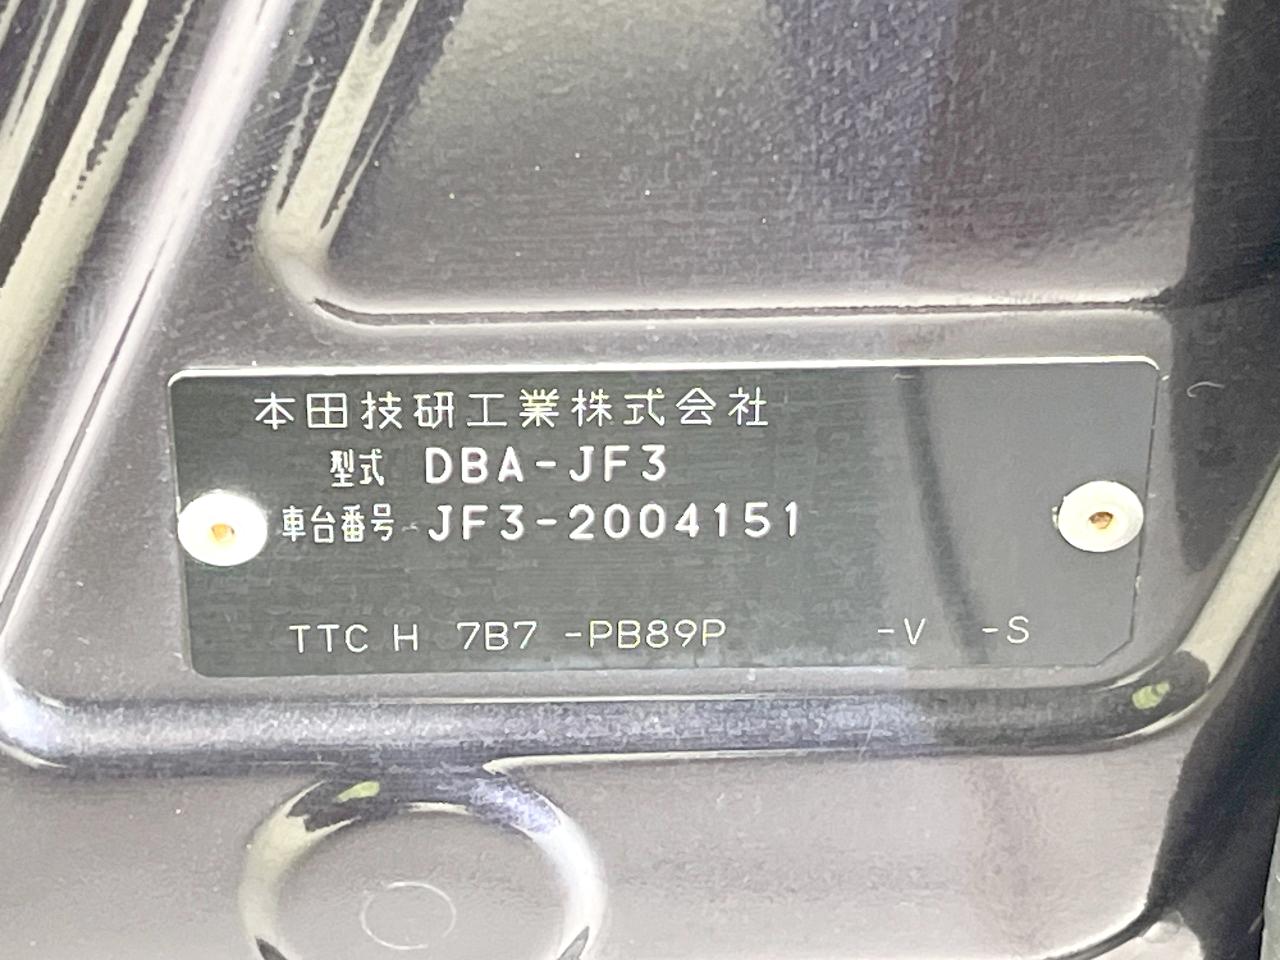 本田技研工業株式会社
型式 DBA-JF3
車台番号 JF3-2004151
TTC H 7B7 -PB89P -V -S